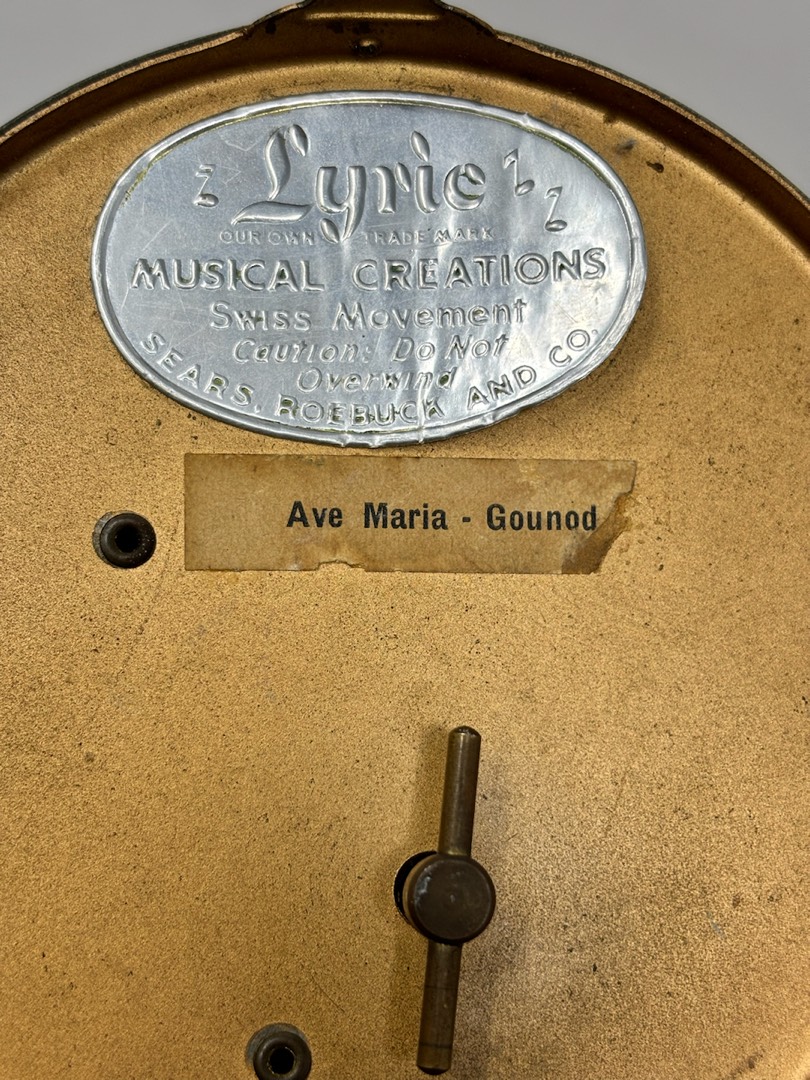 Lyric
OUR OWN TRADE MARK
MUSICAL CREATIONS
Swiss Movement
Caution: Do Not
Overwind
SEARS, ROEBUCK AND CO.
Ave Maria - Gounod